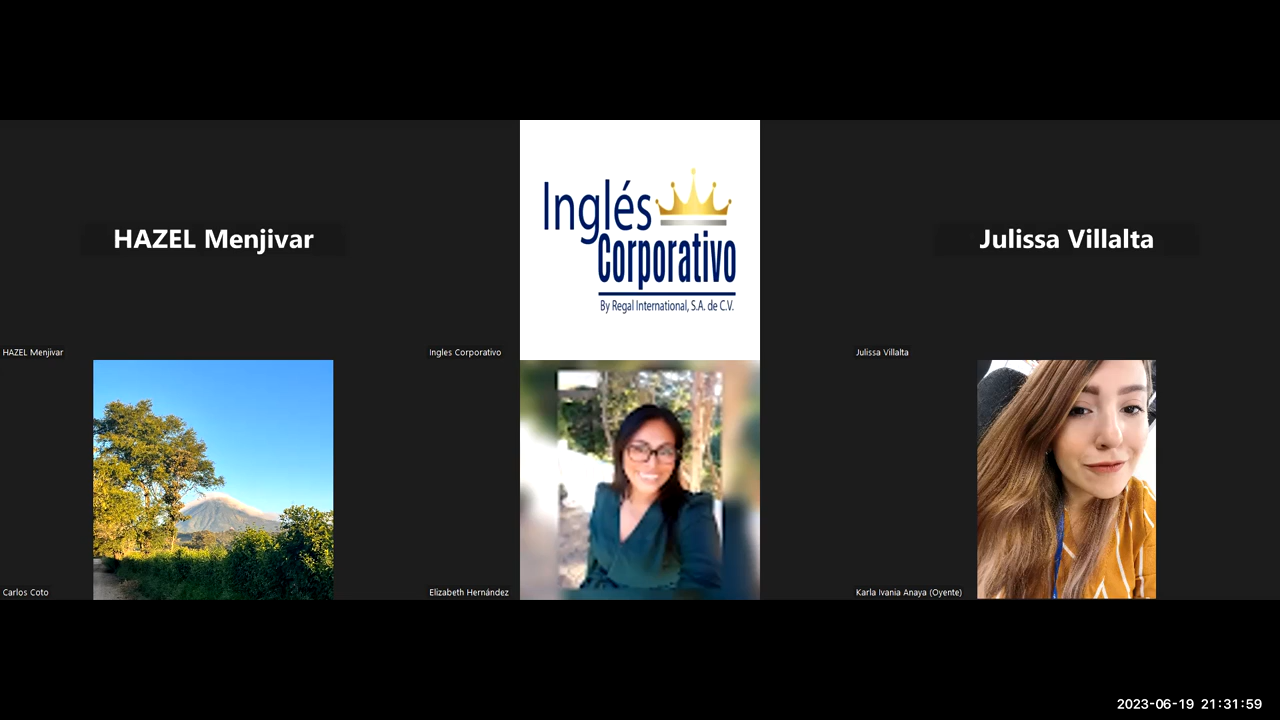 HAZEL Menjivar
Inglés
Corporativo
By Regal International, S.A. de C.V.
Julissa Villalta
HAZEL Menjivar
Ingles Corporativo
Julissa Villalta
Carlos Coto
Elizabeth Hernández
Karla Ivania Anaya (Oyente)
2023-06-19 21:31:59